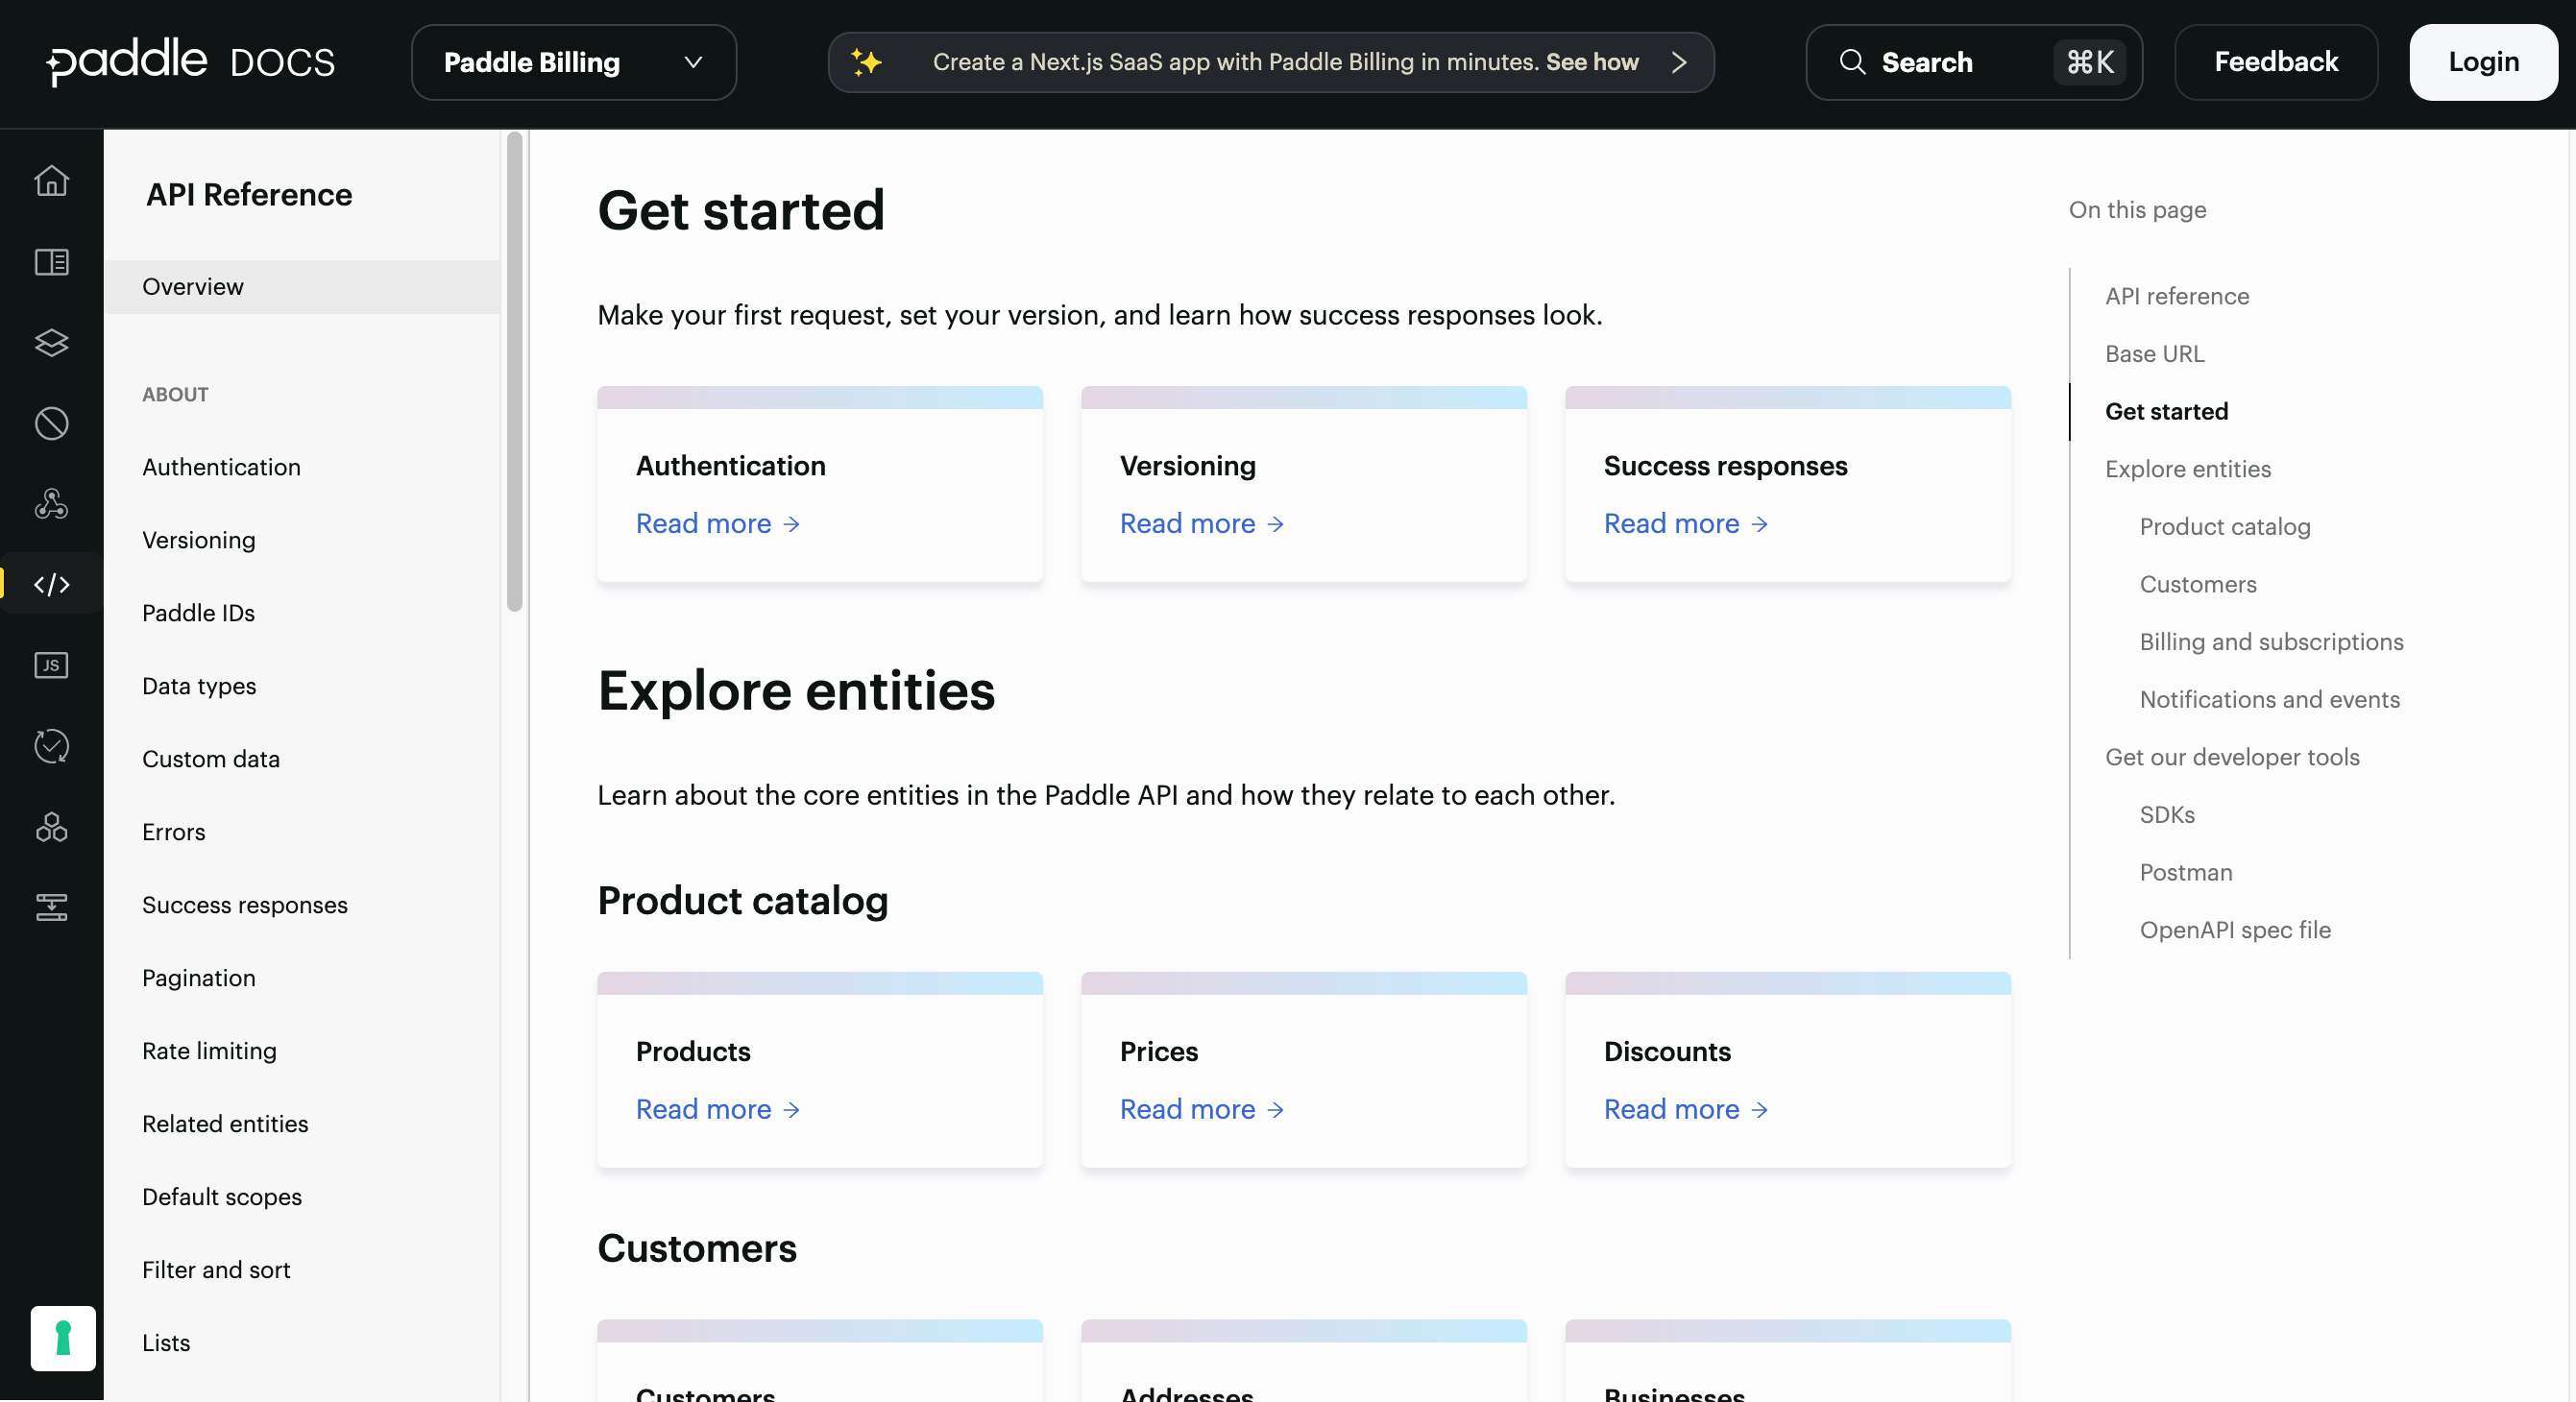 paddle DOCS
Paddle Billing
Create a Next.js SaaS app with Paddle Billing in minutes. See how
Search ⌘K
Feedback
Login
API Reference
Overview
ABOUT
Authentication
Versioning
Paddle IDs
Data types
Custom data
Errors
Success responses
Pagination
Rate limiting
Related entities
Default scopes
Filter and sort
Lists
JS
Get started
Make your first request, set your version, and learn how success responses look.
Authentication
Read more →
Versioning
Read more →
Success responses
Read more →
Explore entities
Learn about the core entities in the Paddle API and how they relate to each other.
Product catalog
Products
Read more →
Prices
Read more →
Discounts
Read more →
Customers
Customers
Addresses
Businesses
On this page
API reference
Base URL
Get started
Explore entities
Product catalog
Customers
Billing and subscriptions
Notifications and events
Get our developer tools
SDKs
Postman
OpenAPI spec file